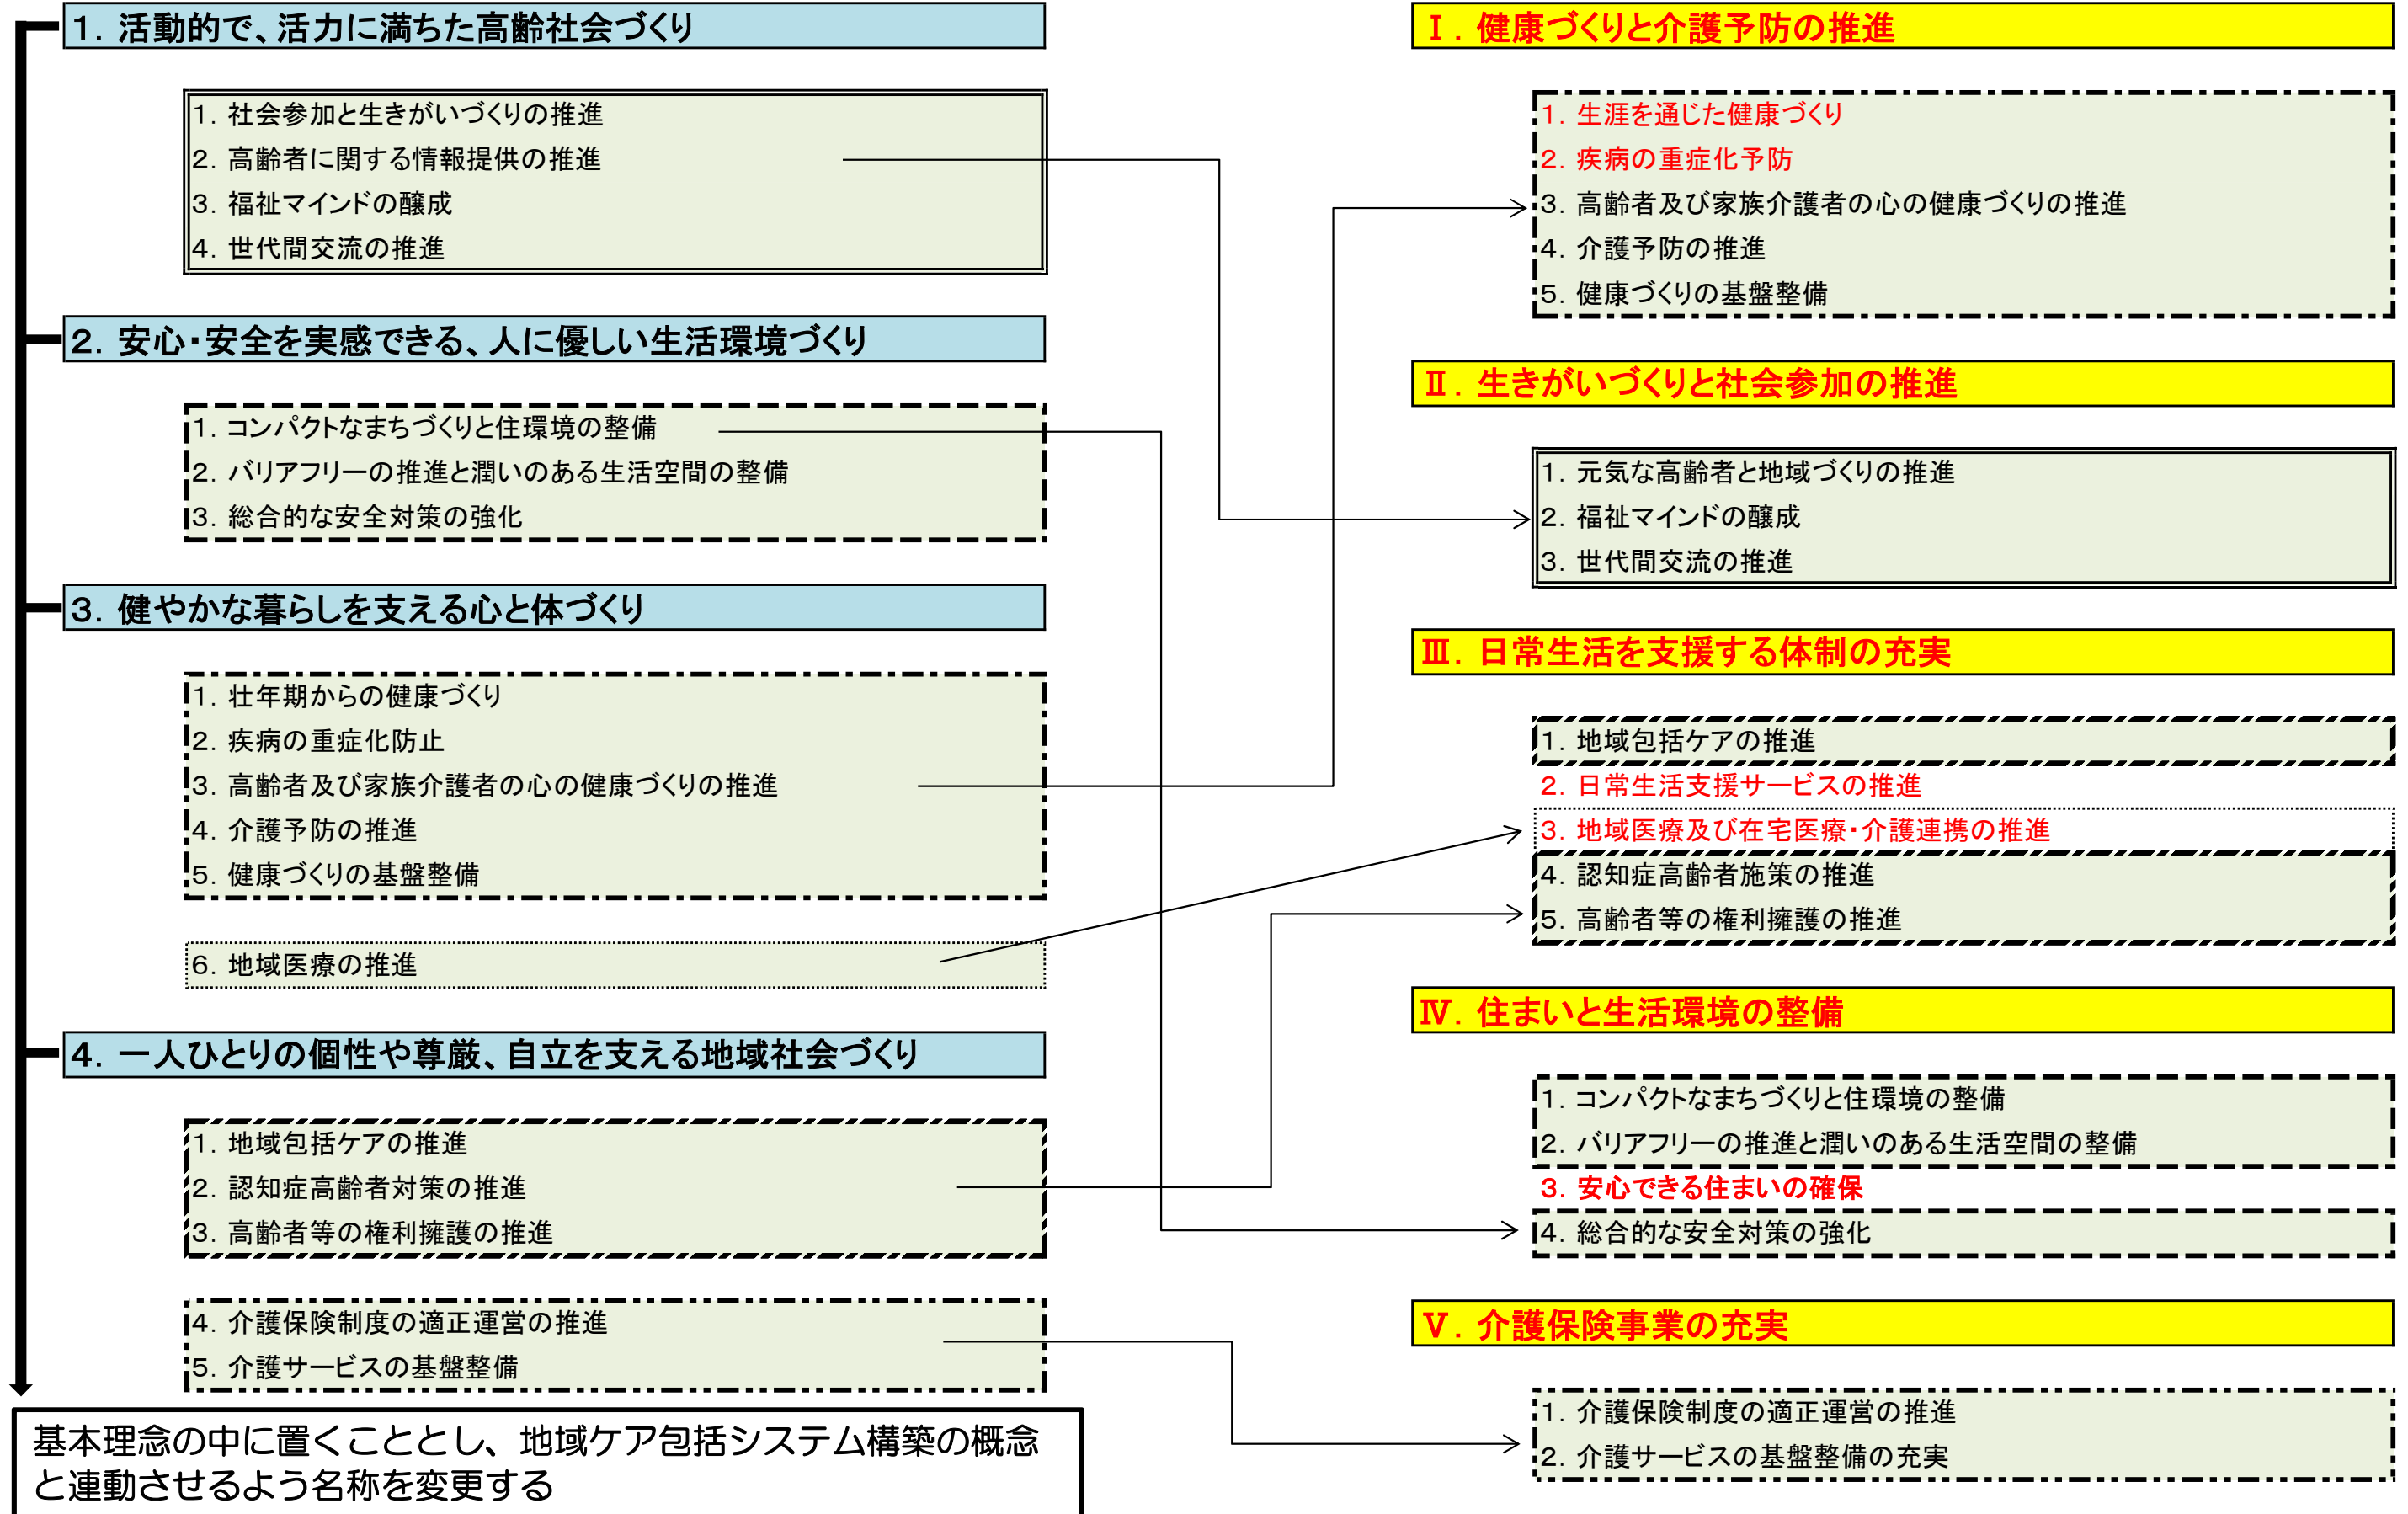 1. 活動的で、活力に満ちた高齢社会づくり
1. 社会参加と生きがいづくりの推進
2. 高齢者に関する情報提供の推進
3. 福祉マインドの醸成
4. 世代間交流の推進
2. 安心・安全を実感できる、人に優しい生活環境づくり
1. コンパクトなまちづくりと住環境の整備
2. バリアフリーの推進と潤いのある生活空間の整備
3. 総合的な安全対策の強化
3. 健やかな暮らしを支える心と体づくり
1. 壮年期からの健康づくり
2. 疾病の重症化防止
3. 高齢者及び家族介護者の心の健康づくりの推進
4. 介護予防の推進
5. 健康づくりの基盤整備
6. 地域医療の推進
4. 一人ひとりの個性や尊厳、自立を支える地域社会づくり
1. 地域包括ケアの推進
2. 認知症高齢者対策の推進
3. 高齢者等の権利擁護の推進
4. 介護保険制度の適正運営の推進
5. 介護サービスの基盤整備
基本理念の中に置くこととし、地域ケア包括システム構築の概念
と連動させるよう名称を変更する
Ⅰ. 健康づくりと介護予防の推進
1. 生涯を通じた健康づくり
2. 疾病の重症化予防
3. 高齢者及び家族介護者の心の健康づくりの推進
4. 介護予防の推進
5. 健康づくりの基盤整備
Ⅱ. 生きがいづくりと社会参加の推進
1. 元気な高齢者と地域づくりの推進
2. 福祉マインドの醸成
3. 世代間交流の推進
Ⅲ. 日常生活を支援する体制の充実
1. 地域包括ケアの推進
2. 日常生活支援サービスの推進
3. 地域医療及び在宅医療・介護連携の推進
4. 認知症高齢者施策の推進
5. 高齢者等の権利擁護の推進
Ⅳ. 住まいと生活環境の整備
1. コンパクトなまちづくりと住環境の整備
2. バリアフリーの推進と潤いのある生活空間の整備
3. 安心できる住まいの確保
4. 総合的な安全対策の強化
Ⅴ. 介護保険事業の充実
1. 介護保険制度の適正運営の推進
2. 介護サービスの基盤整備の充実